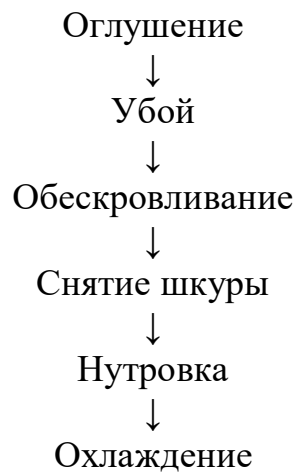 Оглушение
↓
Убой
↓
Обескровливание
↓
Снятие шкуры
↓
Нутровка
↓
Охлаждение